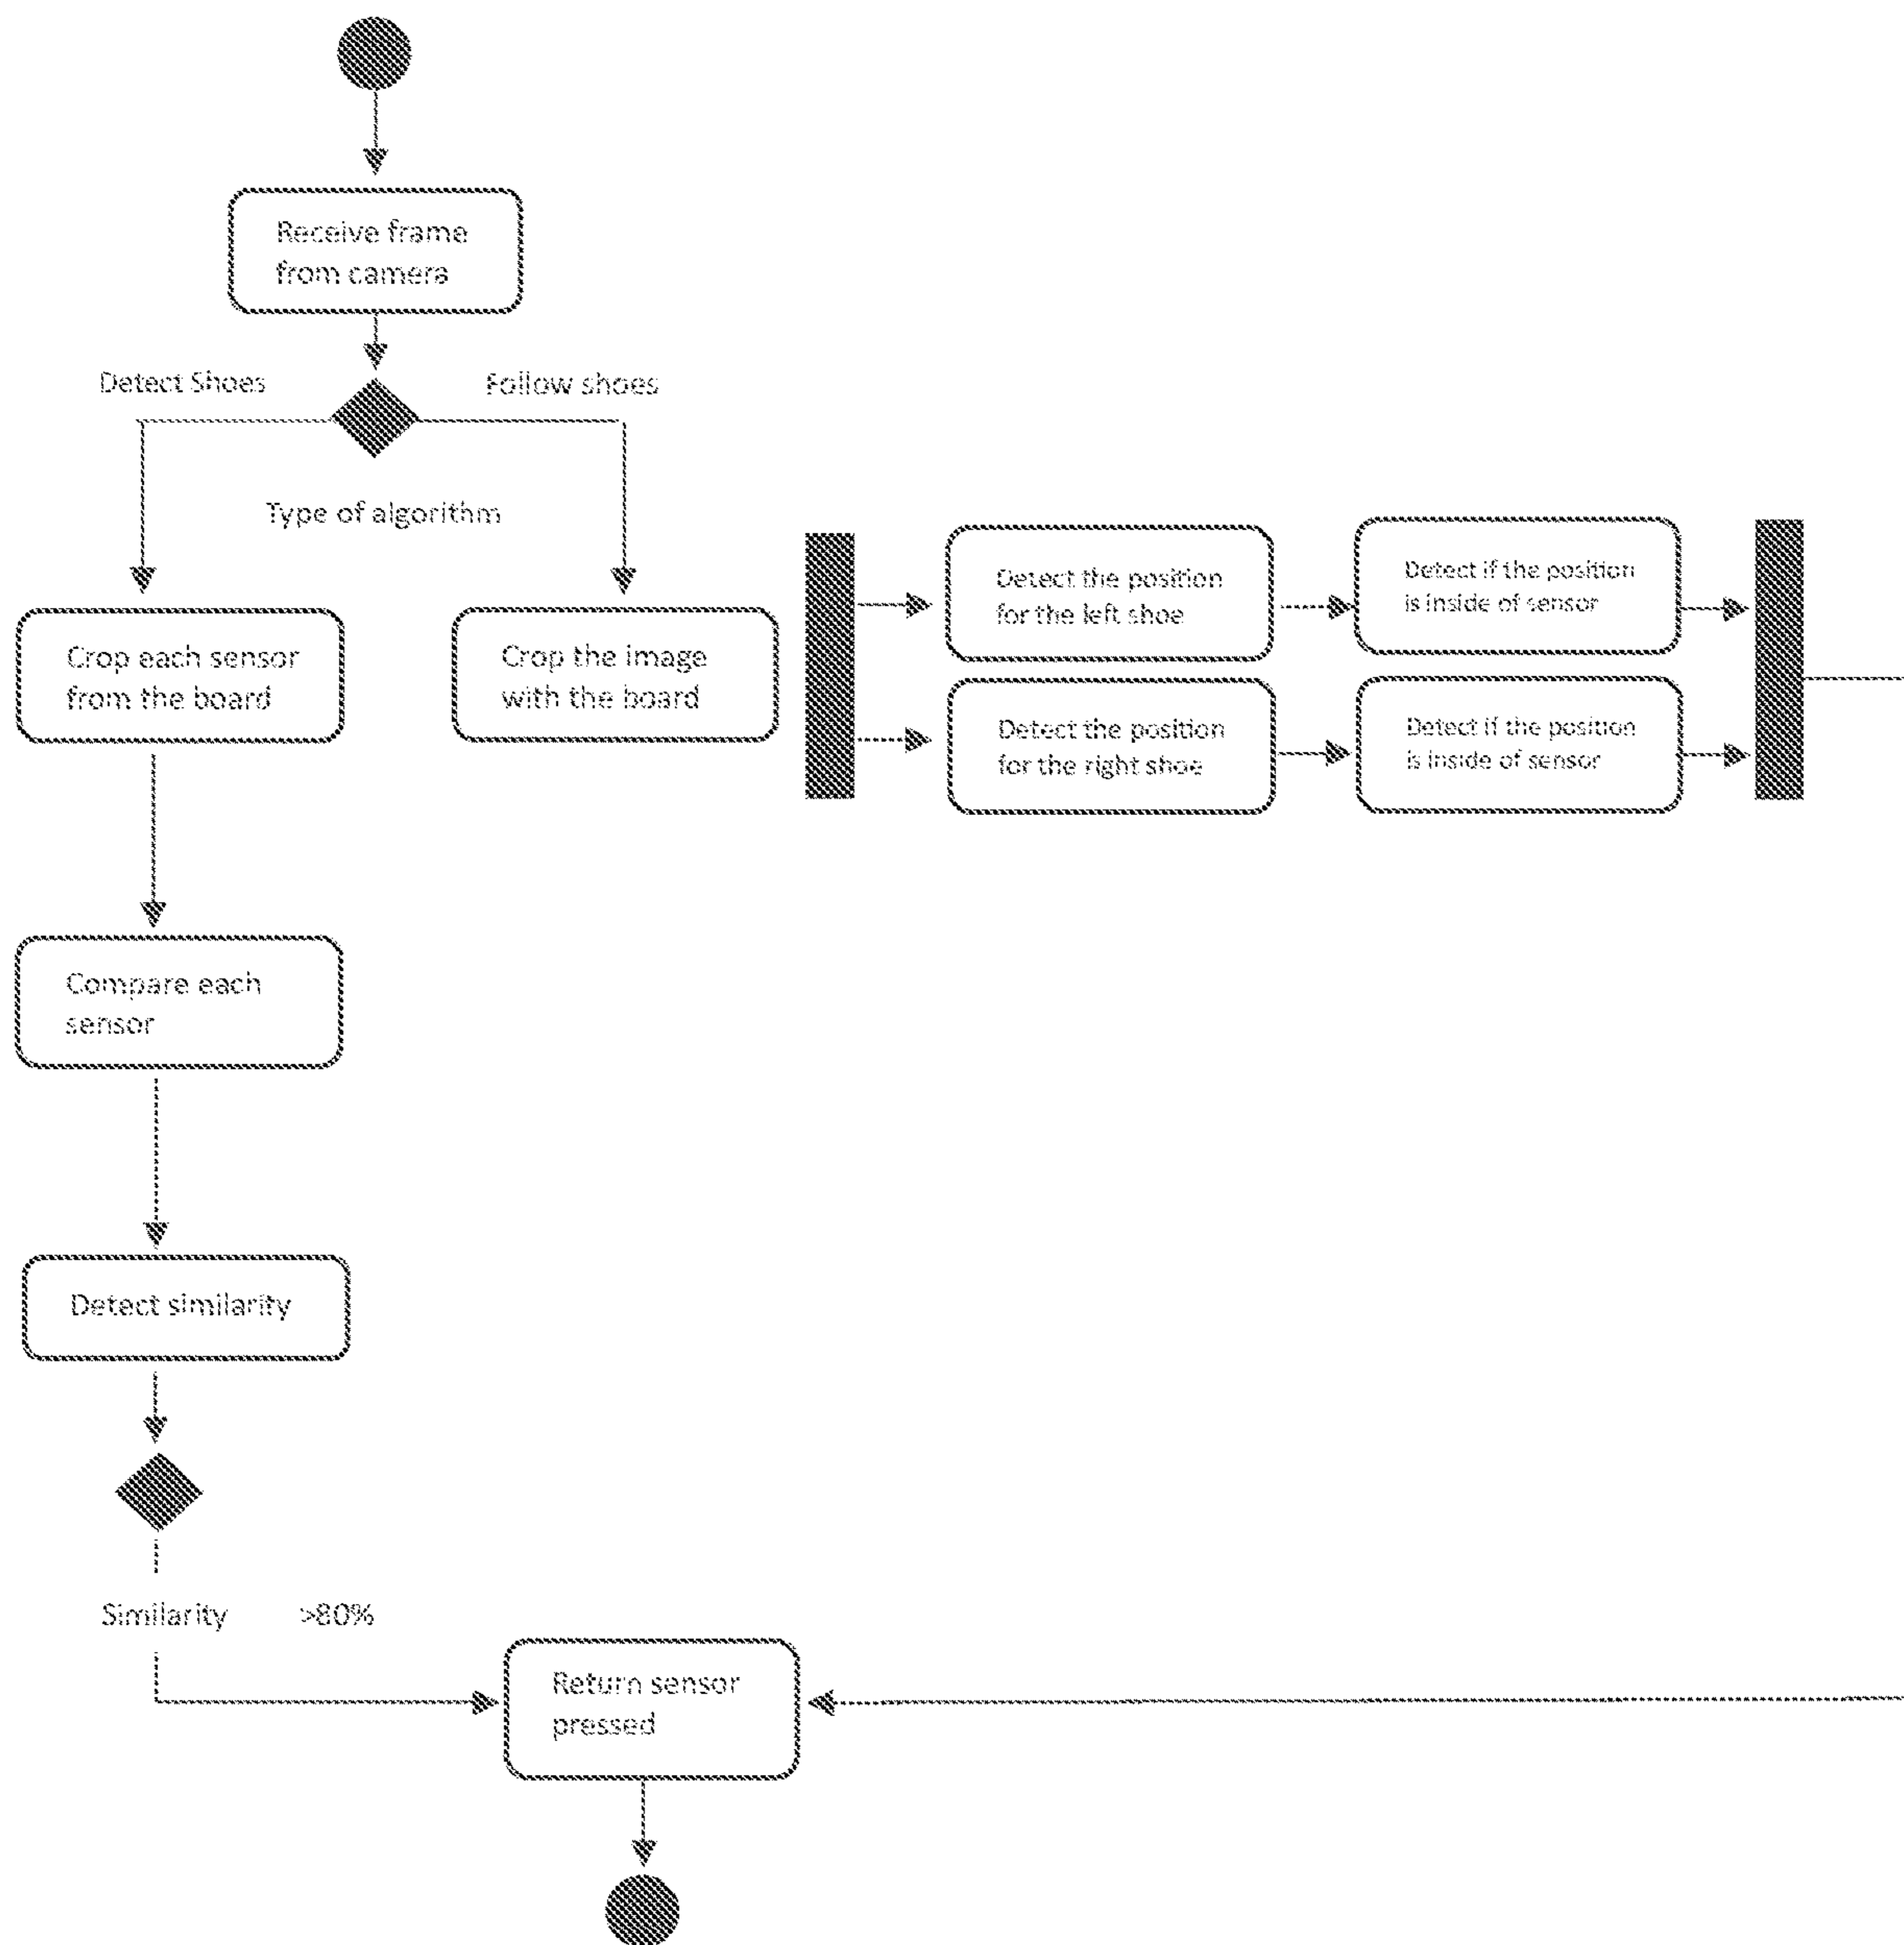 Receive frame
from camera
Detect Shoes
Follow shoes
Type of algorithm
Crop each sensor
from the board
Crop the image
with the board
Detect the position
for the left shoe
Detect if the position
is inside of sensor
Detect the position
for the right shoe
Detect if the position
is inside of sensor
Compare each
sensor
Detect similarity
Similarity >80%
Return sensor
pressed